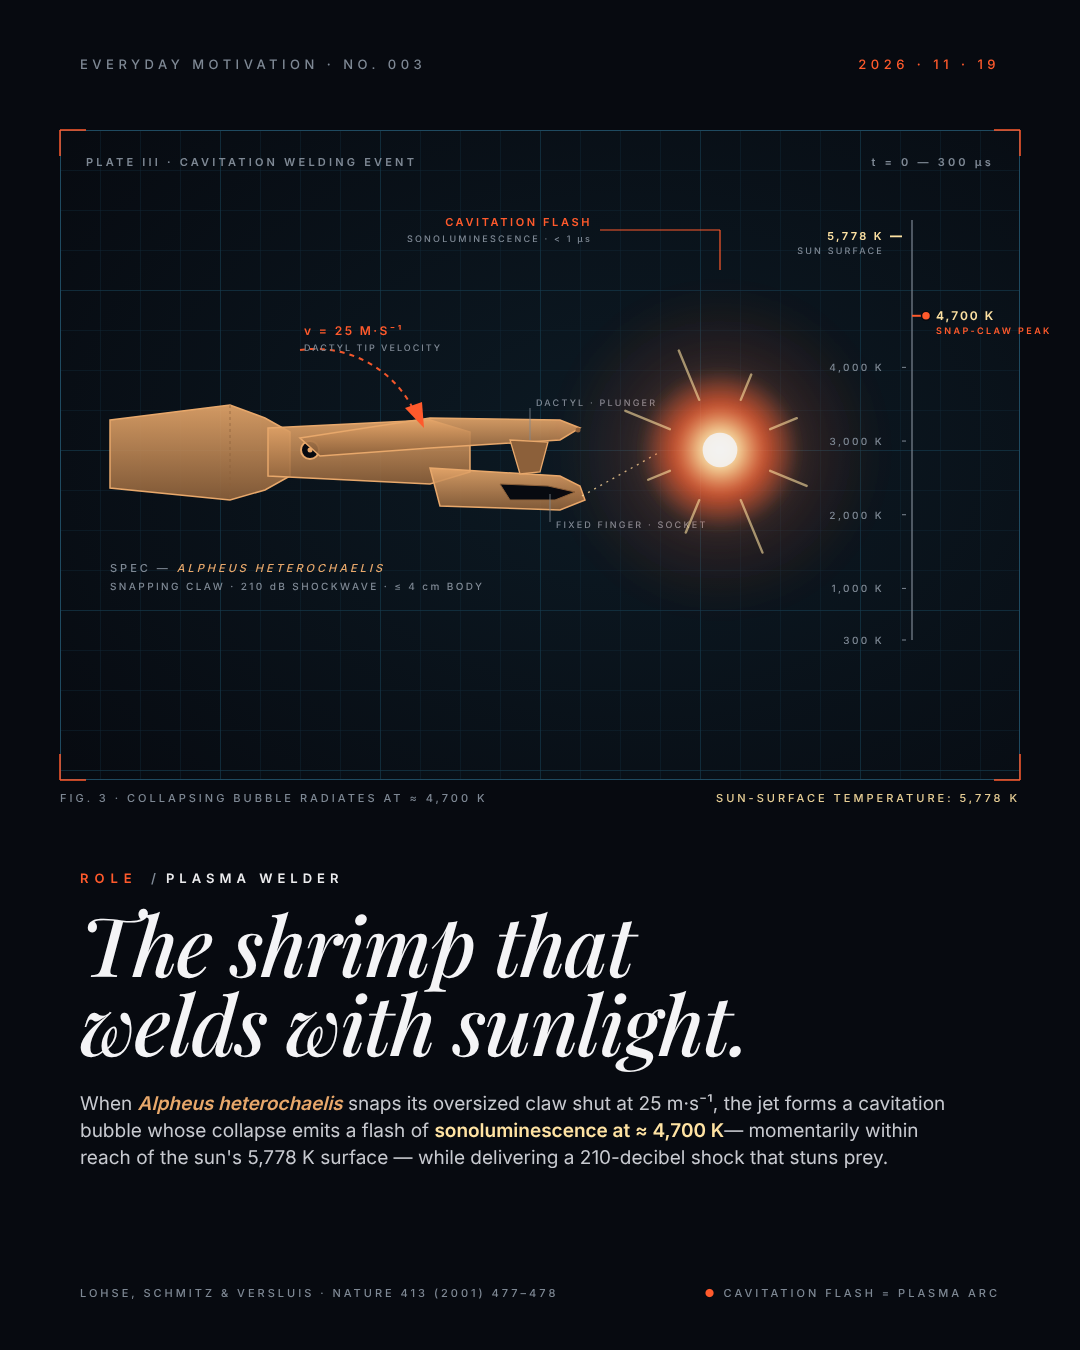 EVERYDAY MOTIVATION · NO. 003
2026 · 11 · 19
PLATE III · CAVITATION WELDING EVENT
t = 0 — 300 µs
CAVITATION FLASH
SONOLUMINESCENCE · < 1 µs
5,778 K
SUN SURFACE
4,700 K
SNAP-CLAW PEAK
v = 25 M·S⁻¹
DACTYL TIP VELOCITY
4,000 K
DACTYL · PLUNGER
3,000 K
2,000 K
FIXED FINGER · SOCKET
SPEC — ALPHEUS HETEROCHAELIS
SNAPPING CLAW · 210 dB SHOCKWAVE · ≤ 4 cm BODY
1,000 K
300 K
FIG. 3 · COLLAPSING BUBBLE RADIATES AT ≈ 4,700 K
SUN-SURFACE TEMPERATURE: 5,778 K
ROLE / PLASMA WELDER
The shrimp that
welds with sunlight.
When Alpheus heterochaelis snaps its oversized claw shut at 25 m·s⁻¹, the jet forms a cavitation
bubble whose collapse emits a flash of sonoluminescence at ≈ 4,700 K— momentarily within
reach of the sun's 5,778 K surface — while delivering a 210-decibel shock that stuns prey.
LOHSE, SCHMITZ & VERSLUIS · NATURE 413 (2001) 477–478
CAVITATION FLASH = PLASMA ARC